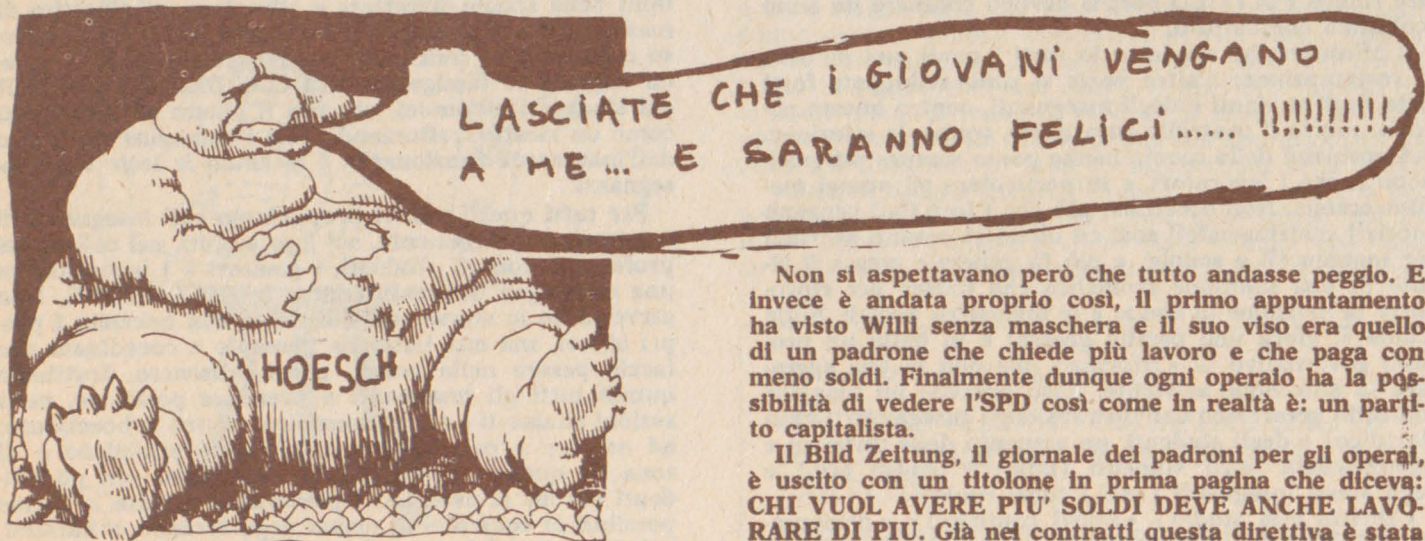 LASCIATE CHE I GIOVANI VENGANO
A ME... E SARANNO FELICI.... !!!!!!!!!!!
HOESCH
Non si aspettavano però che tutto andasse peggio. E
invece è andata proprio così, il primo appuntamento
ha visto Willi senza maschera e il suo viso era quello
di un padrone che chiede più lavoro e che paga con
meno soldi. Finalmente dunque ogni operaio ha la pos-
sibilità di vedere l'SPD così come in realtà è: un parti-
to capitalista.
Il Bild Zeitung, il giornale dei padroni per gli operai,
è uscito con un titolone in prima pagina che diceva:
CHI VUOL AVERE PIU' SOLDI DEVE ANCHE LAVO-
RARE DI PIU. Già nei contratti questa direttiva è stata